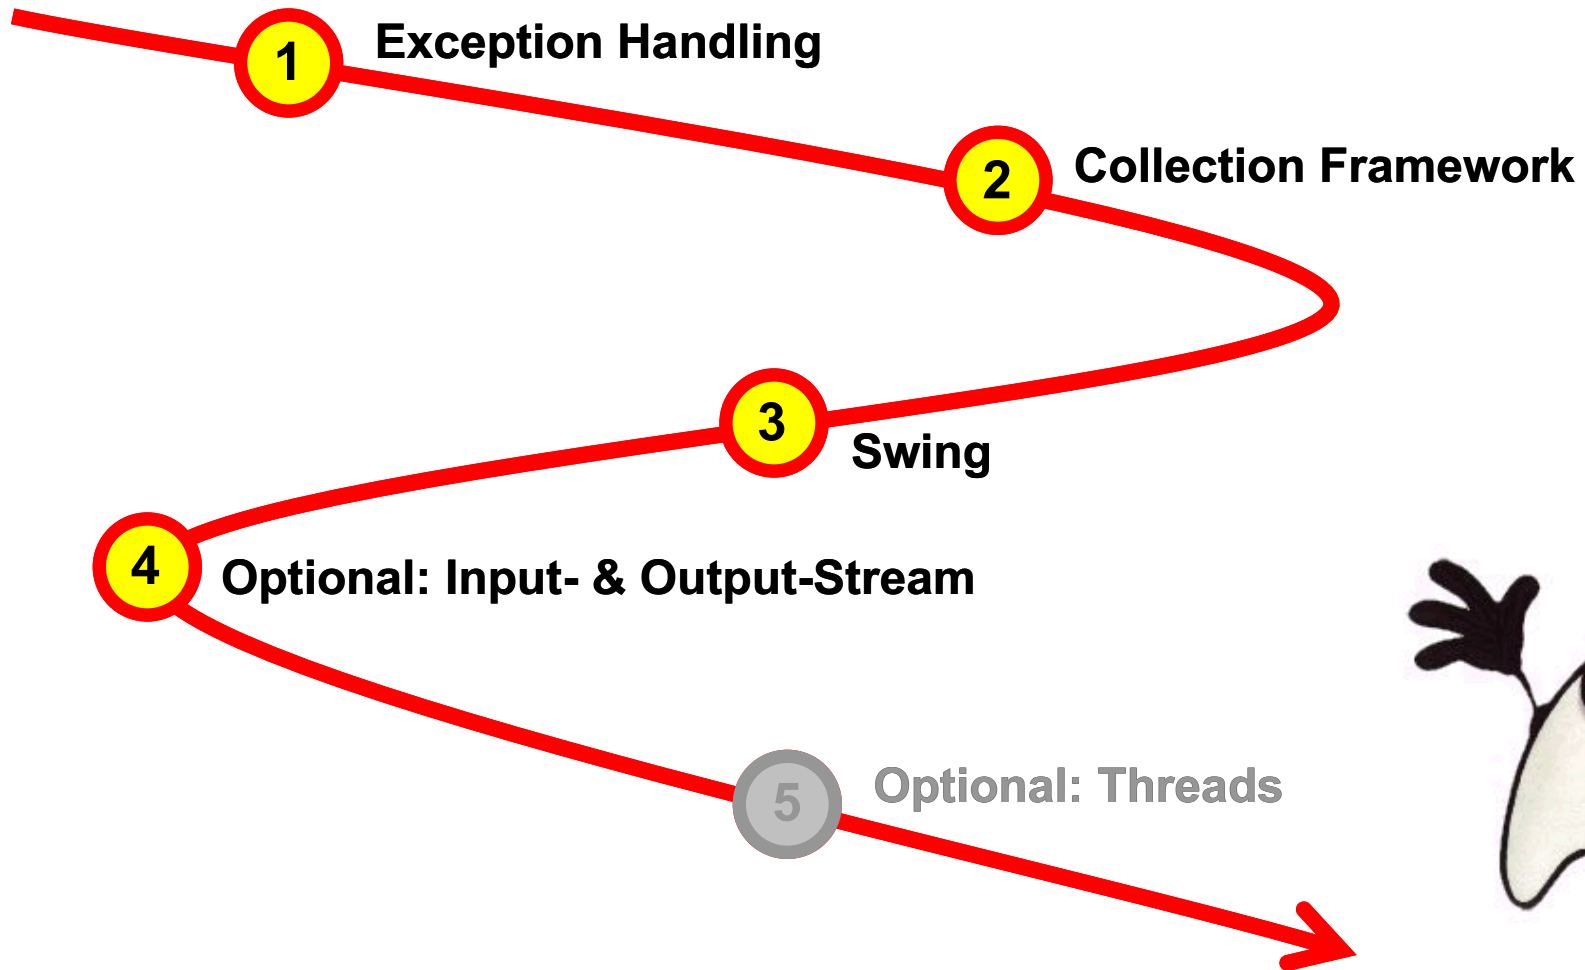 1
Exception Handling
2
Collection Framework
3
Swing
4
Optional: Input- & Output-Stream
5
Optional: Threads